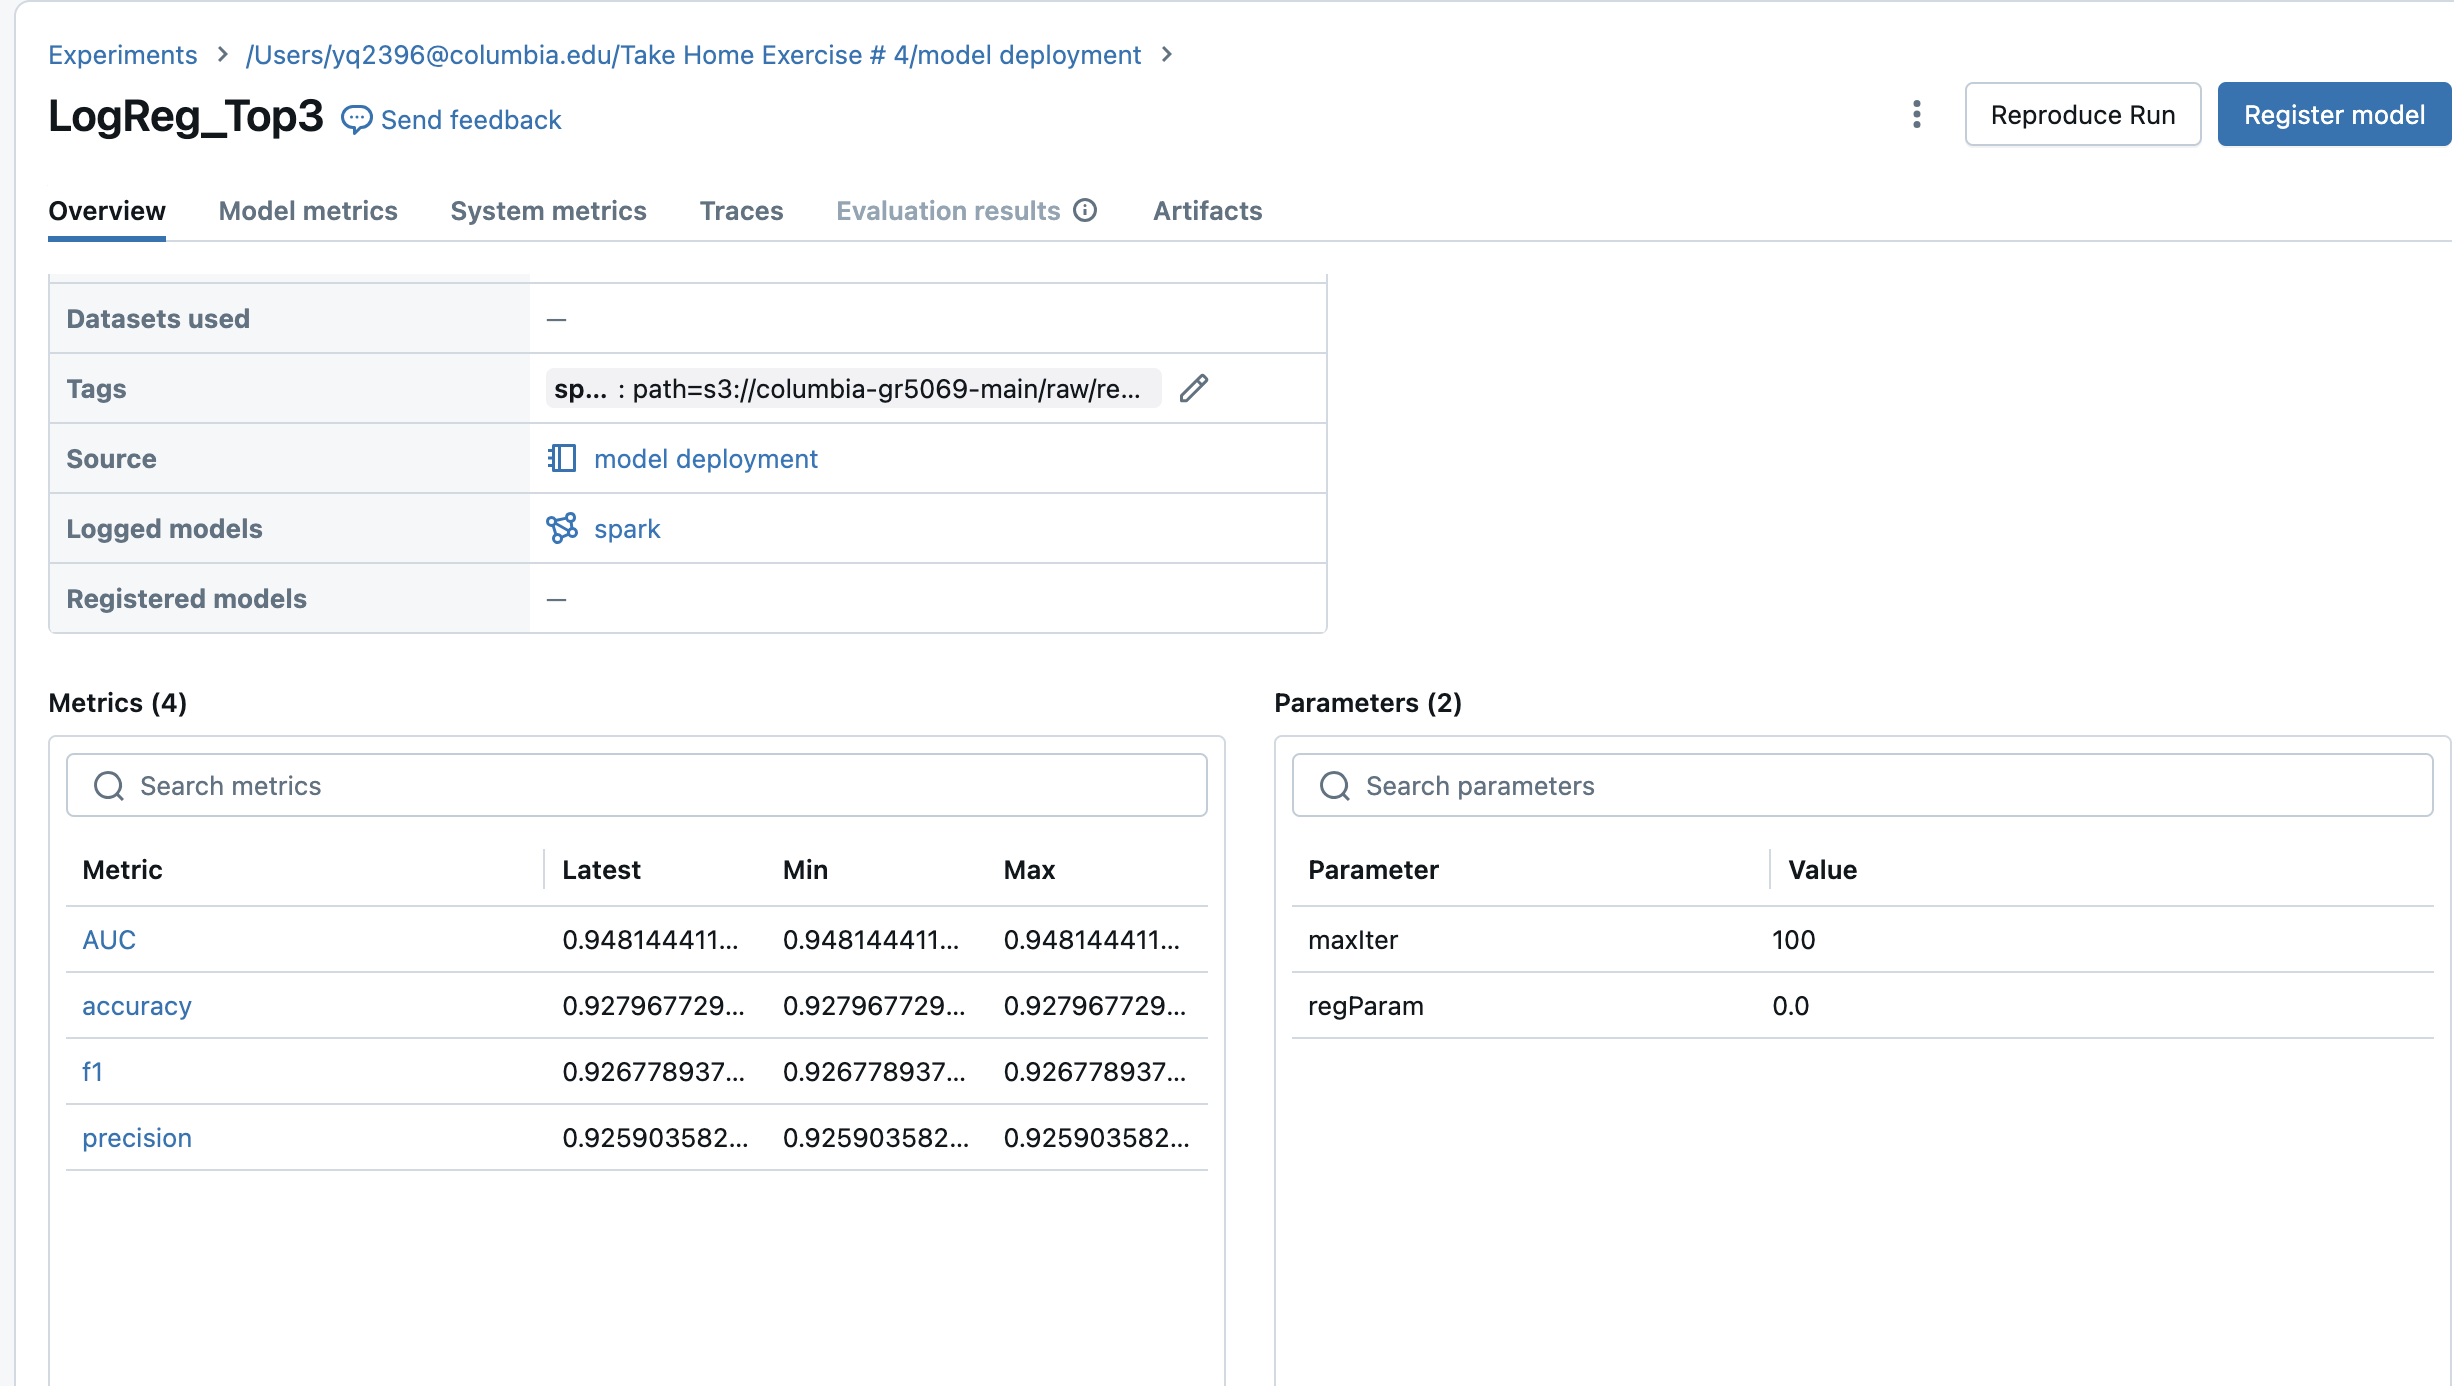 Experiments > /Users/yq2396@columbia.edu/Take Home Exercise # 4/model deployment >
LogReg_Top3 Send feedback
Reproduce Run Register model
Overview Model metrics System metrics Traces Evaluation results Artifacts
Datasets used —
Tags sp... : path=s3://columbia-gr5069-main/raw/re...
Source model deployment
Logged models spark
Registered models —
Metrics (4)
Search metrics
Metric Latest Min Max
AUC 0.948144411... 0.948144411... 0.948144411...
accuracy 0.927967729... 0.927967729... 0.927967729...
f1 0.926778937... 0.926778937... 0.926778937...
precision 0.925903582... 0.925903582... 0.925903582...
Parameters (2)
Search parameters
Parameter Value
maxIter 100
regParam 0.0